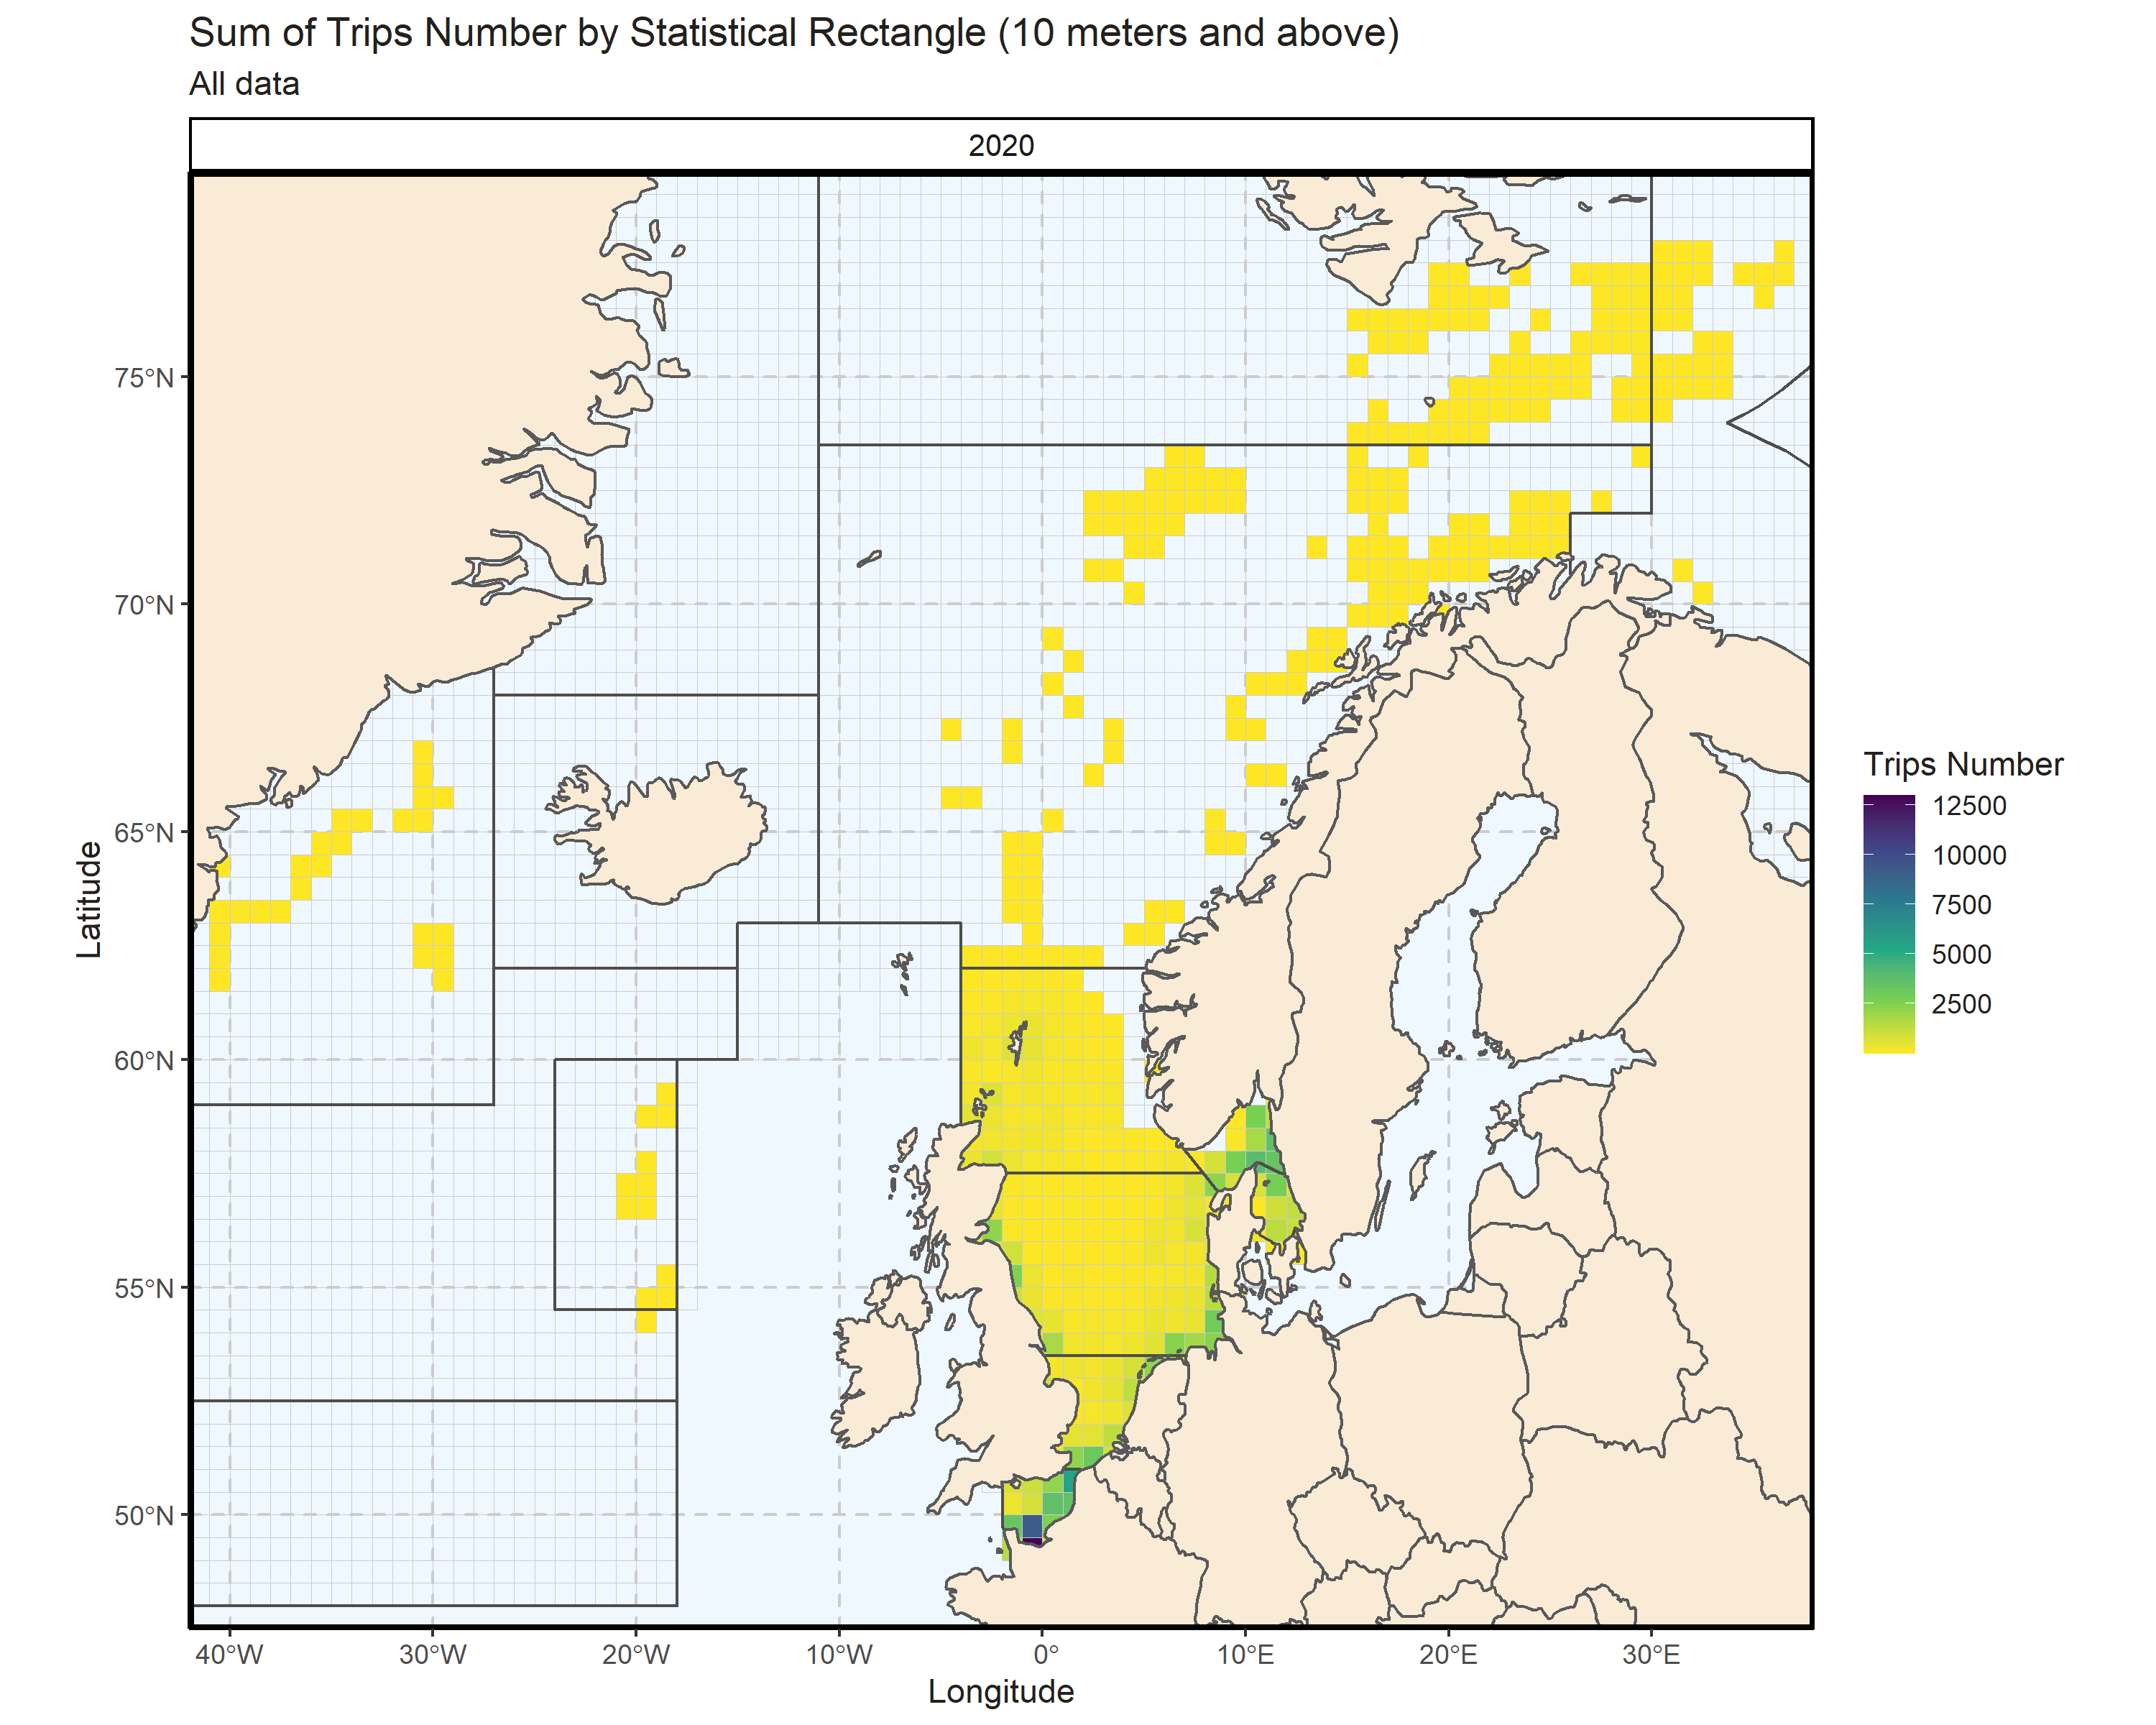 Sum of Trips Number by Statistical Rectangle (10 meters and above)
All data
2020
75°N
70°N
65°N
60°N
55°N
50°N
Latitude
40°W
30°W
20°W
10°W
0°
10°E
20°E
30°E
Longitude
Trips Number
12500
10000
7500
5000
2500